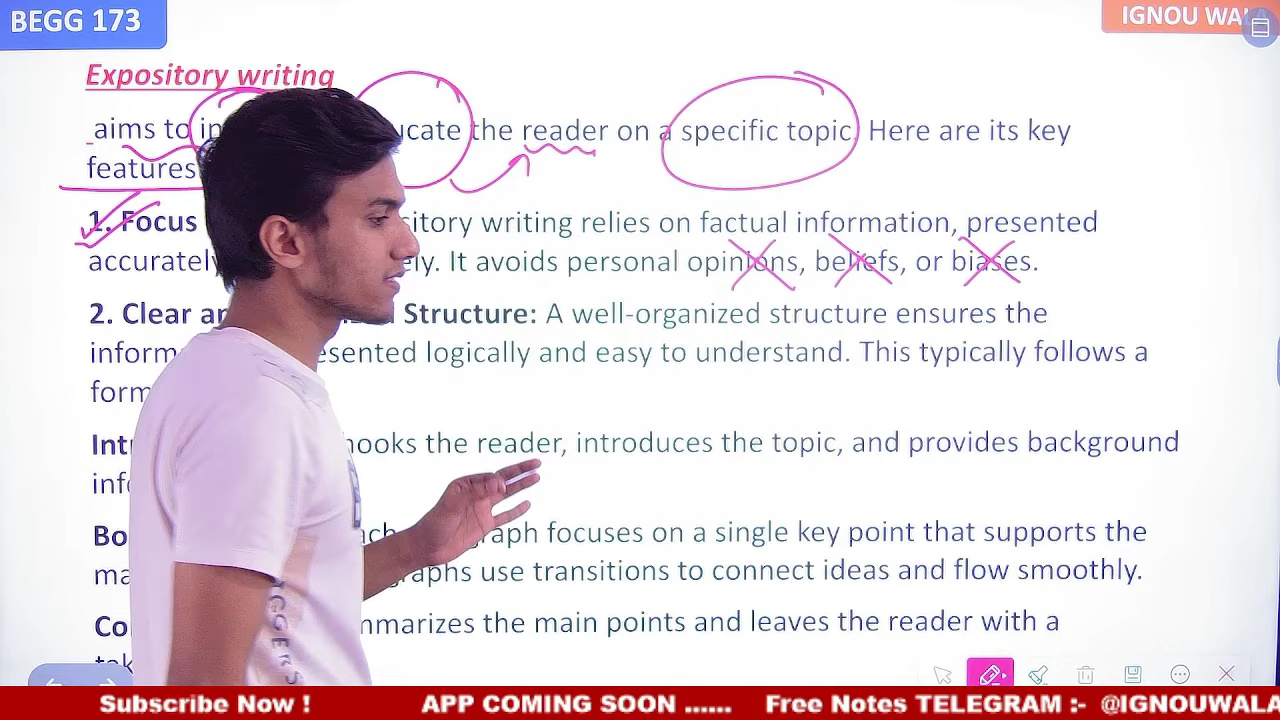 BEGG 173
IGNOU WAL
Expository writing
aims to in ucate the reader on a specific topic. Here are its key
features
1. Focus sitory writing relies on factual information, presented
accurately ely. It avoids personal opinions, beliefs, or biases.
2. Clear an d Structure: A well-organized structure ensures the
inform esented logically and easy to understand. This typically follows a
form
Int hooks the reader, introduces the topic, and provides background
inf
Bo ach graph focuses on a single key point that supports the
ma graphs use transitions to connect ideas and flow smoothly.
Co mmarizes the main points and leaves the reader with a
tak
Subscribe Now ! APP COMING SOON ...... Free Notes TELEGRAM :- @IGNOUWALA